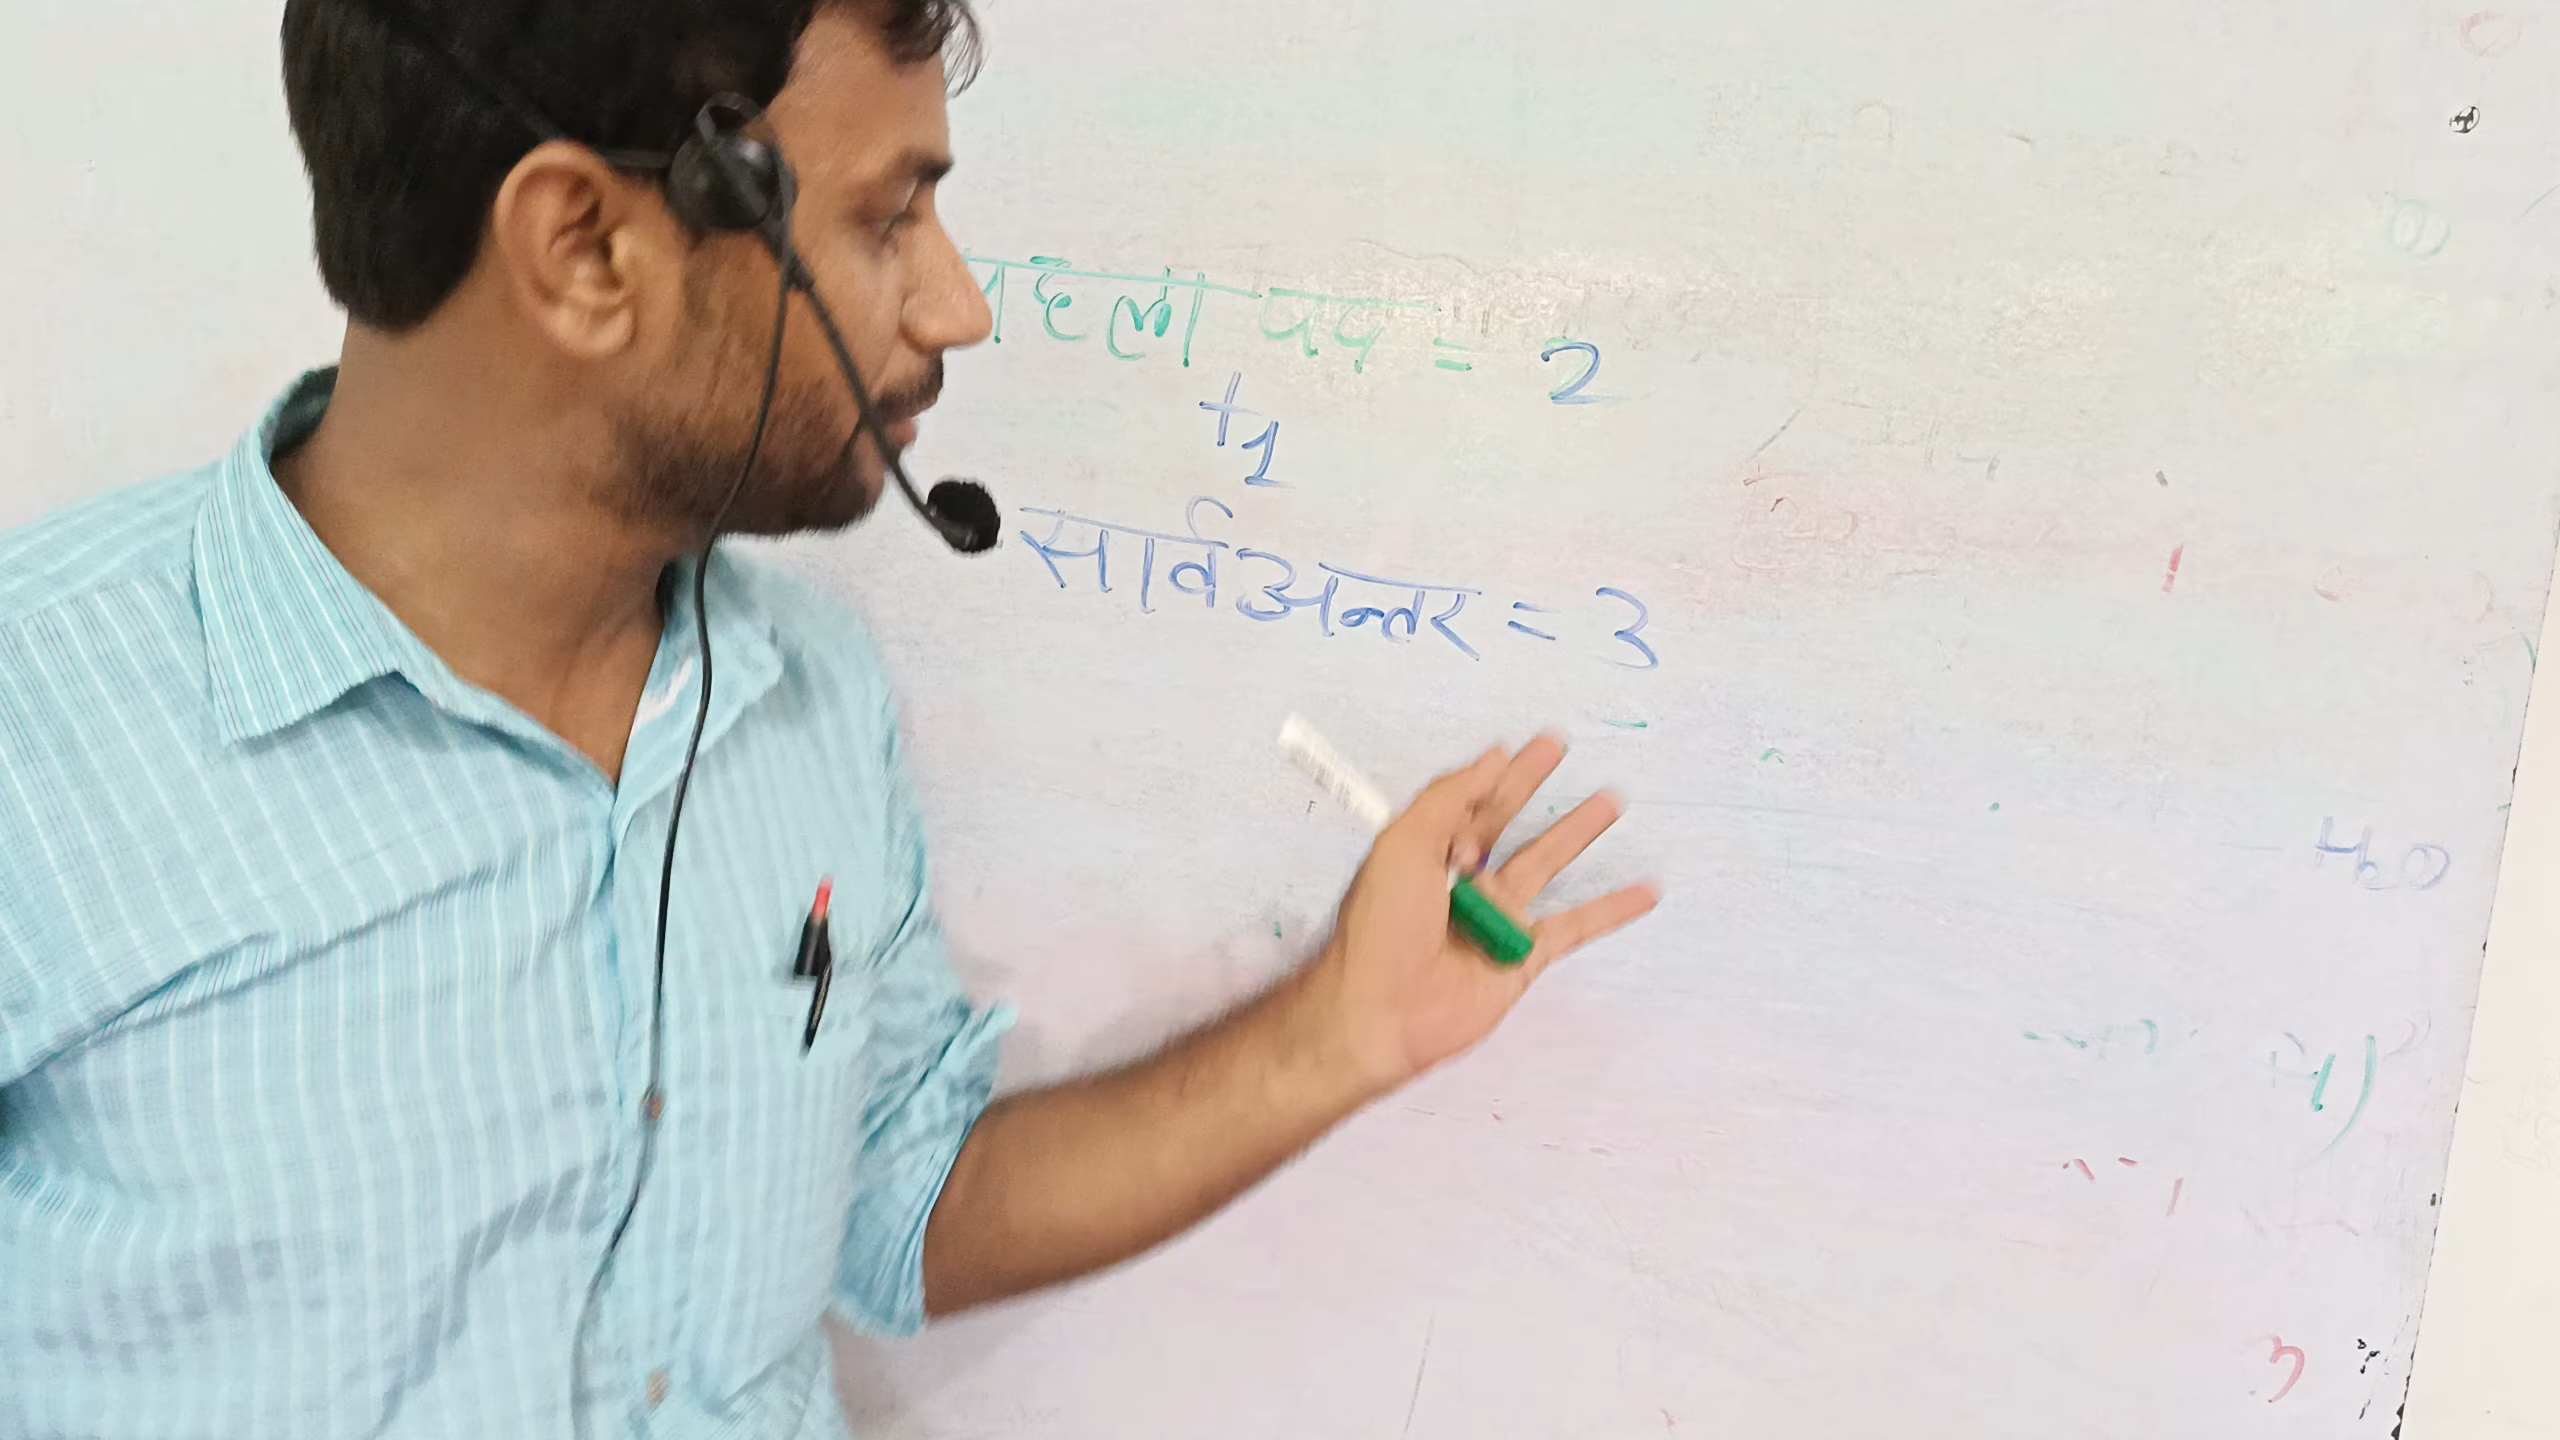 पहला पद = 2
+1
सार्वअन्तर = 3